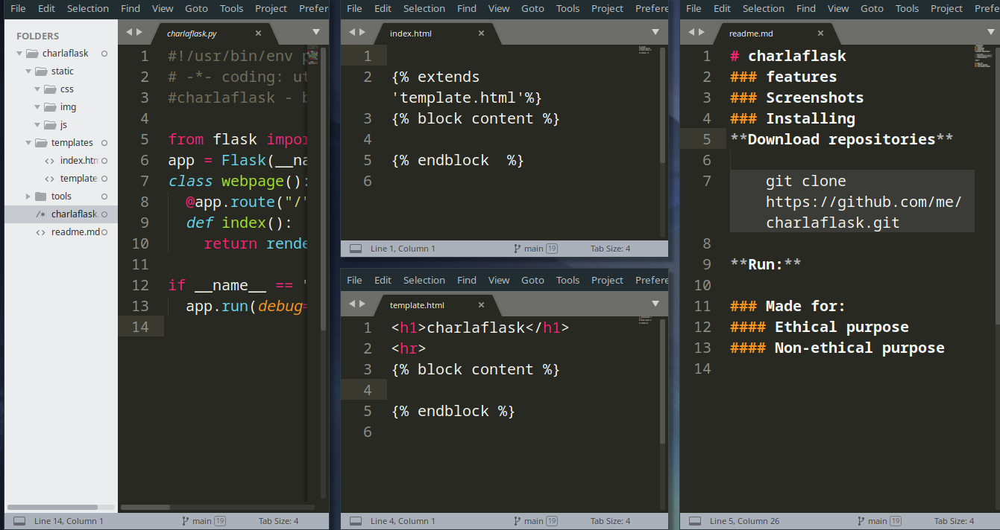 File Edit Selection Find View Goto Tools Project Prefer
FOLDERS
charlaflask
static
css
img
js
templates
index.htm
template
tools
charlaflask.
readme.md
charlaflask.py
1 #!/usr/bin/env p
2 # -*- coding: ut
3 #charlaflask - b
4
5 from flask impor
6 app = Flask(__na
7 class webpage():
8 @app.route("/"
9 def index():
10 return rende
11
12 if __name__ == '
13 app.run(debug=
14
Line 14, Column 1 main 19 Tab Size: 4
File Edit Selection Find View Goto Tools Project Prefere
index.html
1
2 {% extends
'template.html'%}
3 {% block content %}
4
5 {% endblock  %}
6
Line 1, Column 1 main 19 Tab Size: 4
File Edit Selection Find View Goto Tools Project Prefere
template.html
1 <h1>charlaflask</h1>
2 <hr>
3 {% block content %}
4
5 {% endblock %}
6
Line 4, Column 1 main 19 Tab Size: 4
File Edit Selection Find View Goto Tools Project Prefe
readme.md
1 # charlaflask
2 ### features
3 ### Screenshots
4 ### Installing
5 **Download repositories**
6
7 git clone
https://github.com/me/
charlaflask.git
8
9 **Run:**
10
11 ### Made for:
12 #### Ethical purpose
13 #### Non-ethical purpose
14
Line 5, Column 26 main 19 Tab Size: 4